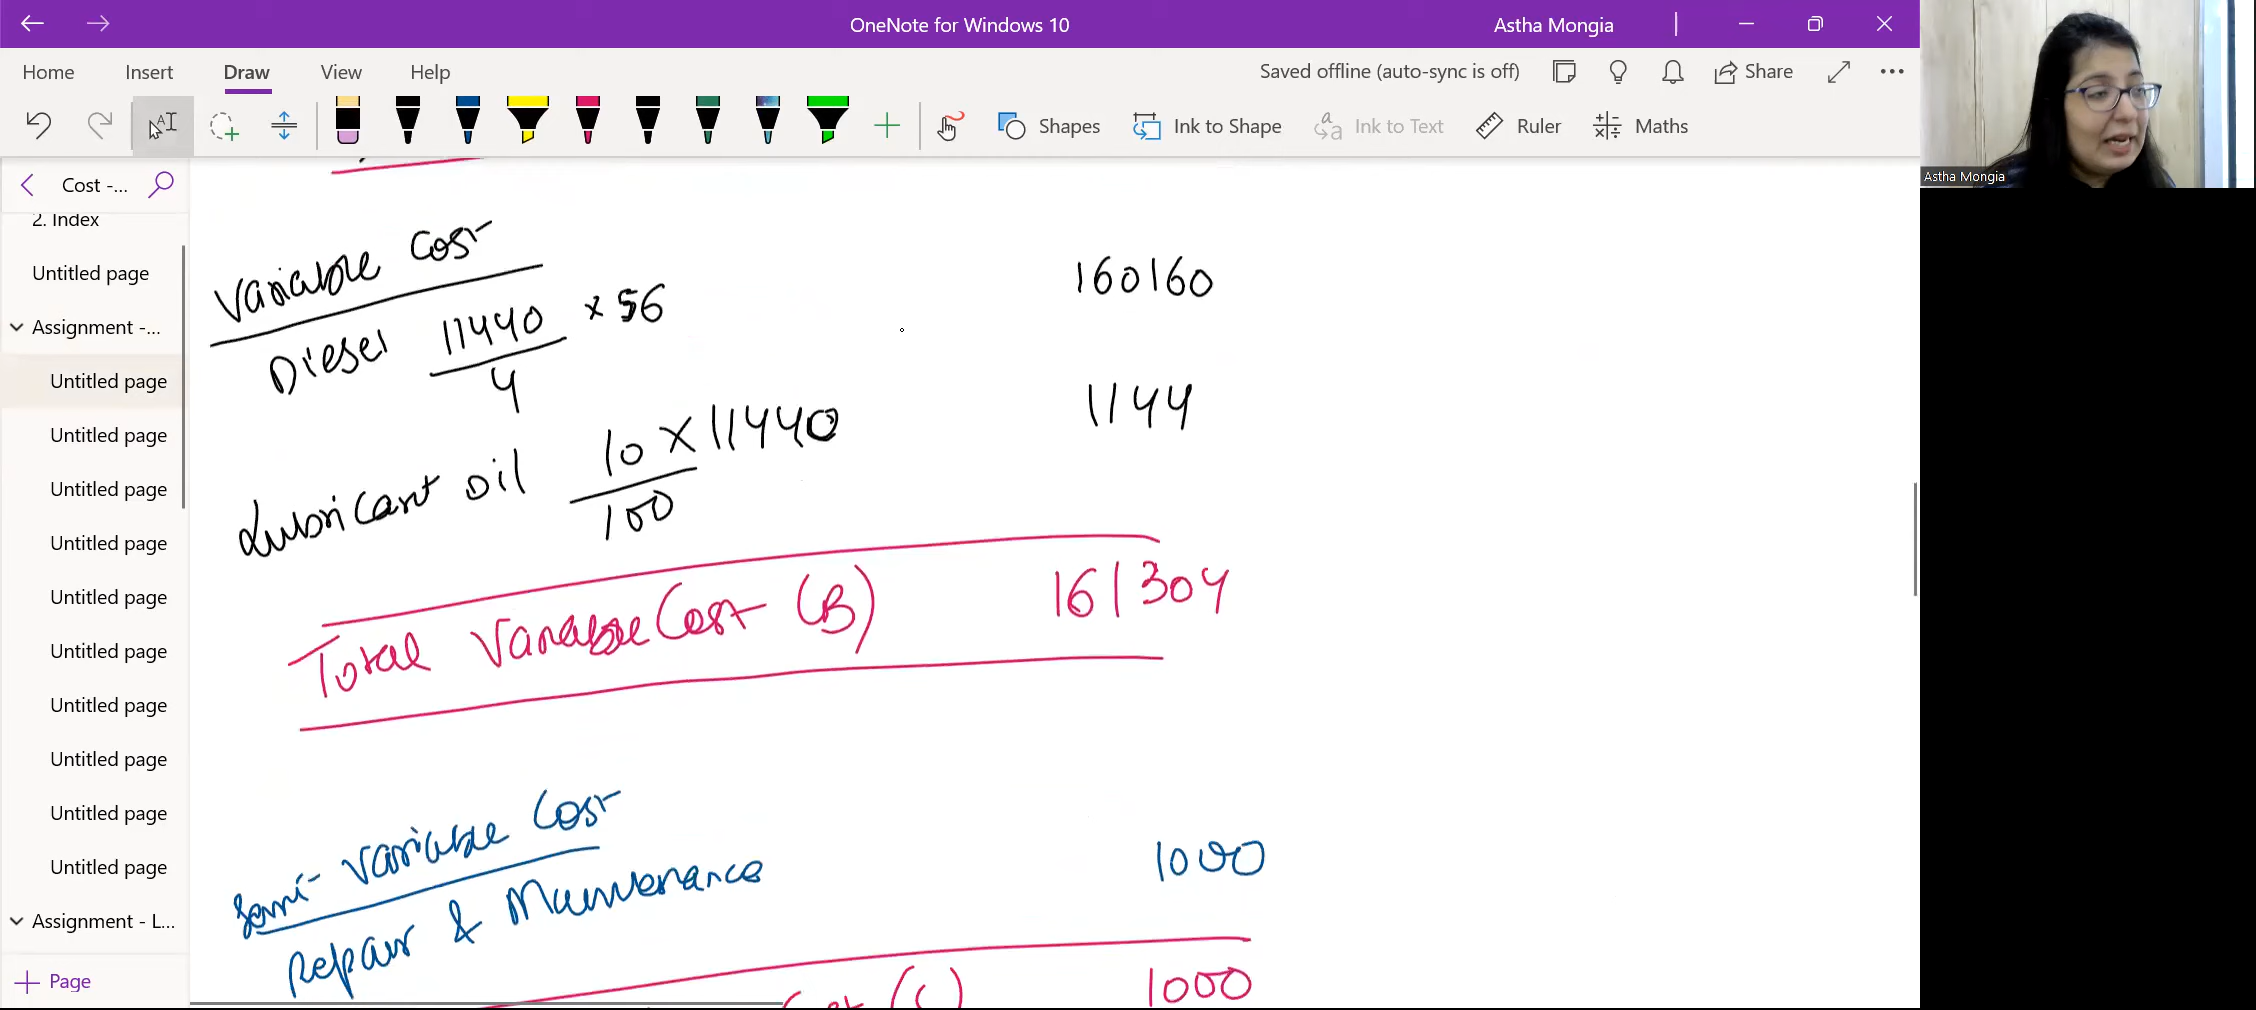 OneNote for Windows 10
Astha Mongia
Home Insert Draw View Help
Saved offline (auto-sync is off) Share
Shapes Ink to Shape Ink to Text Ruler Maths
Astha Mongia
Cost -...
2. Index
Untitled page
Assignment -...
Untitled page
Untitled page
Untitled page
Untitled page
Untitled page
Untitled page
Untitled page
Untitled page
Untitled page
Untitled page
Assignment - L...
Page
Variable Cost
Diesel 11440/4 × 56 160160
Lubricant oil 10 × 11440/100 1144
Total Variable Cost (B) 161304
Semi-Variable Cost
Repair & Maintenance 1000
Cost (C) 1000